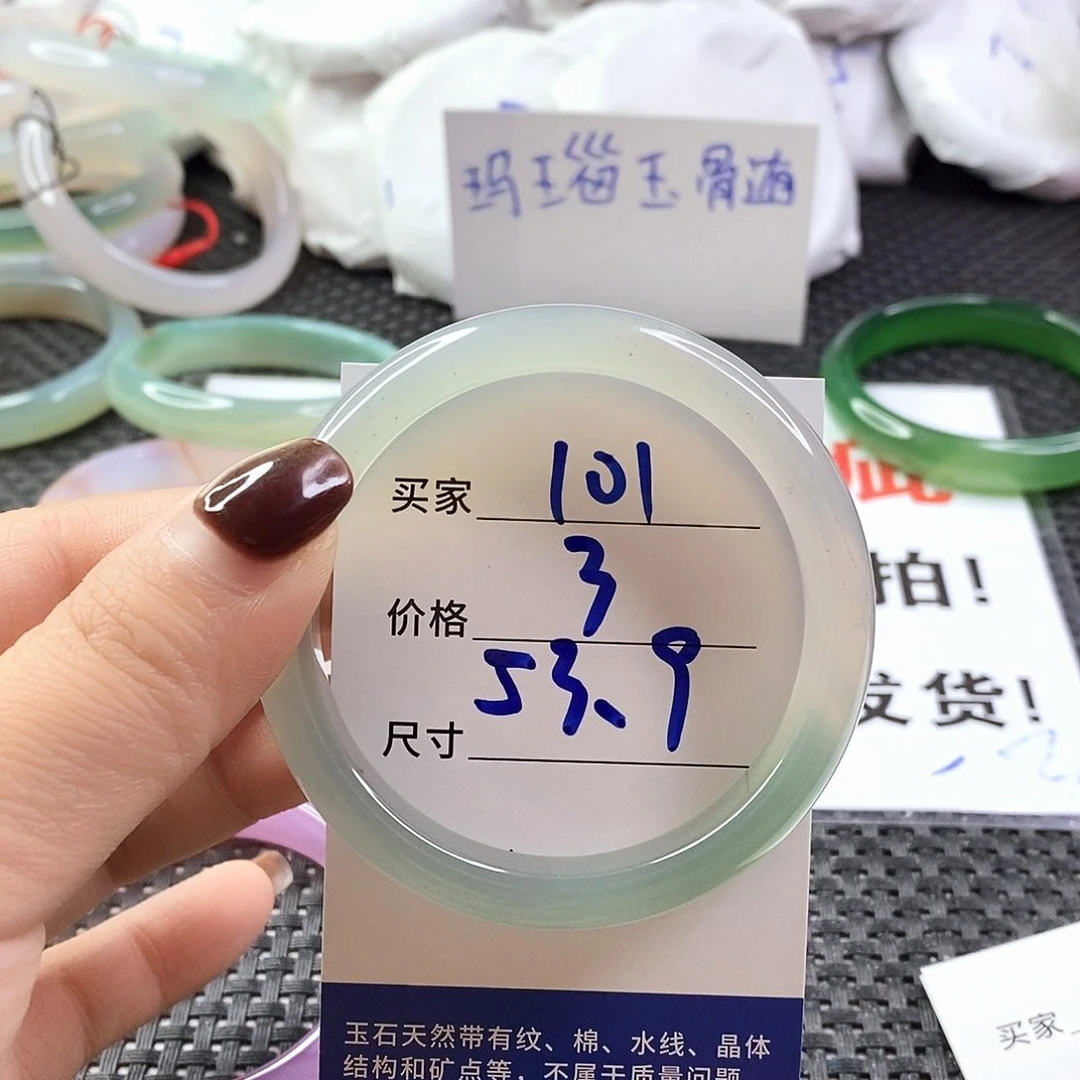 玛瑙玉骨髓
买家 101
价格 3
尺寸 53.9
拍！
发货！
玉石天然带有纹、棉、水线、晶体
结构和矿点等，不属于质量问题
买家